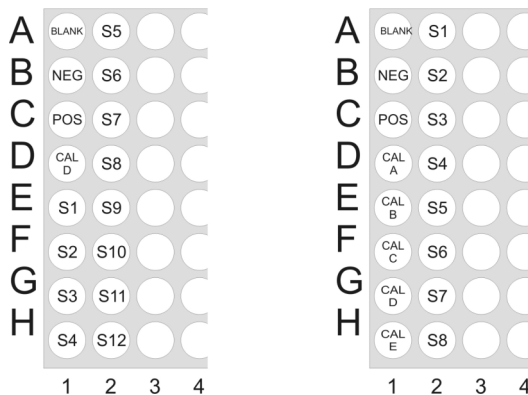 A BLANK S5
B NEG S6
C POS S7
D CAL D S8
E S1 S9
F S2 S10
G S3 S11
H S4 S12
1 2 3 4
A BLANK S1
B NEG S2
C POS S3
D CAL A S4
E CAL B S5
F CAL C S6
G CAL D S7
H CAL E S8
1 2 3 4